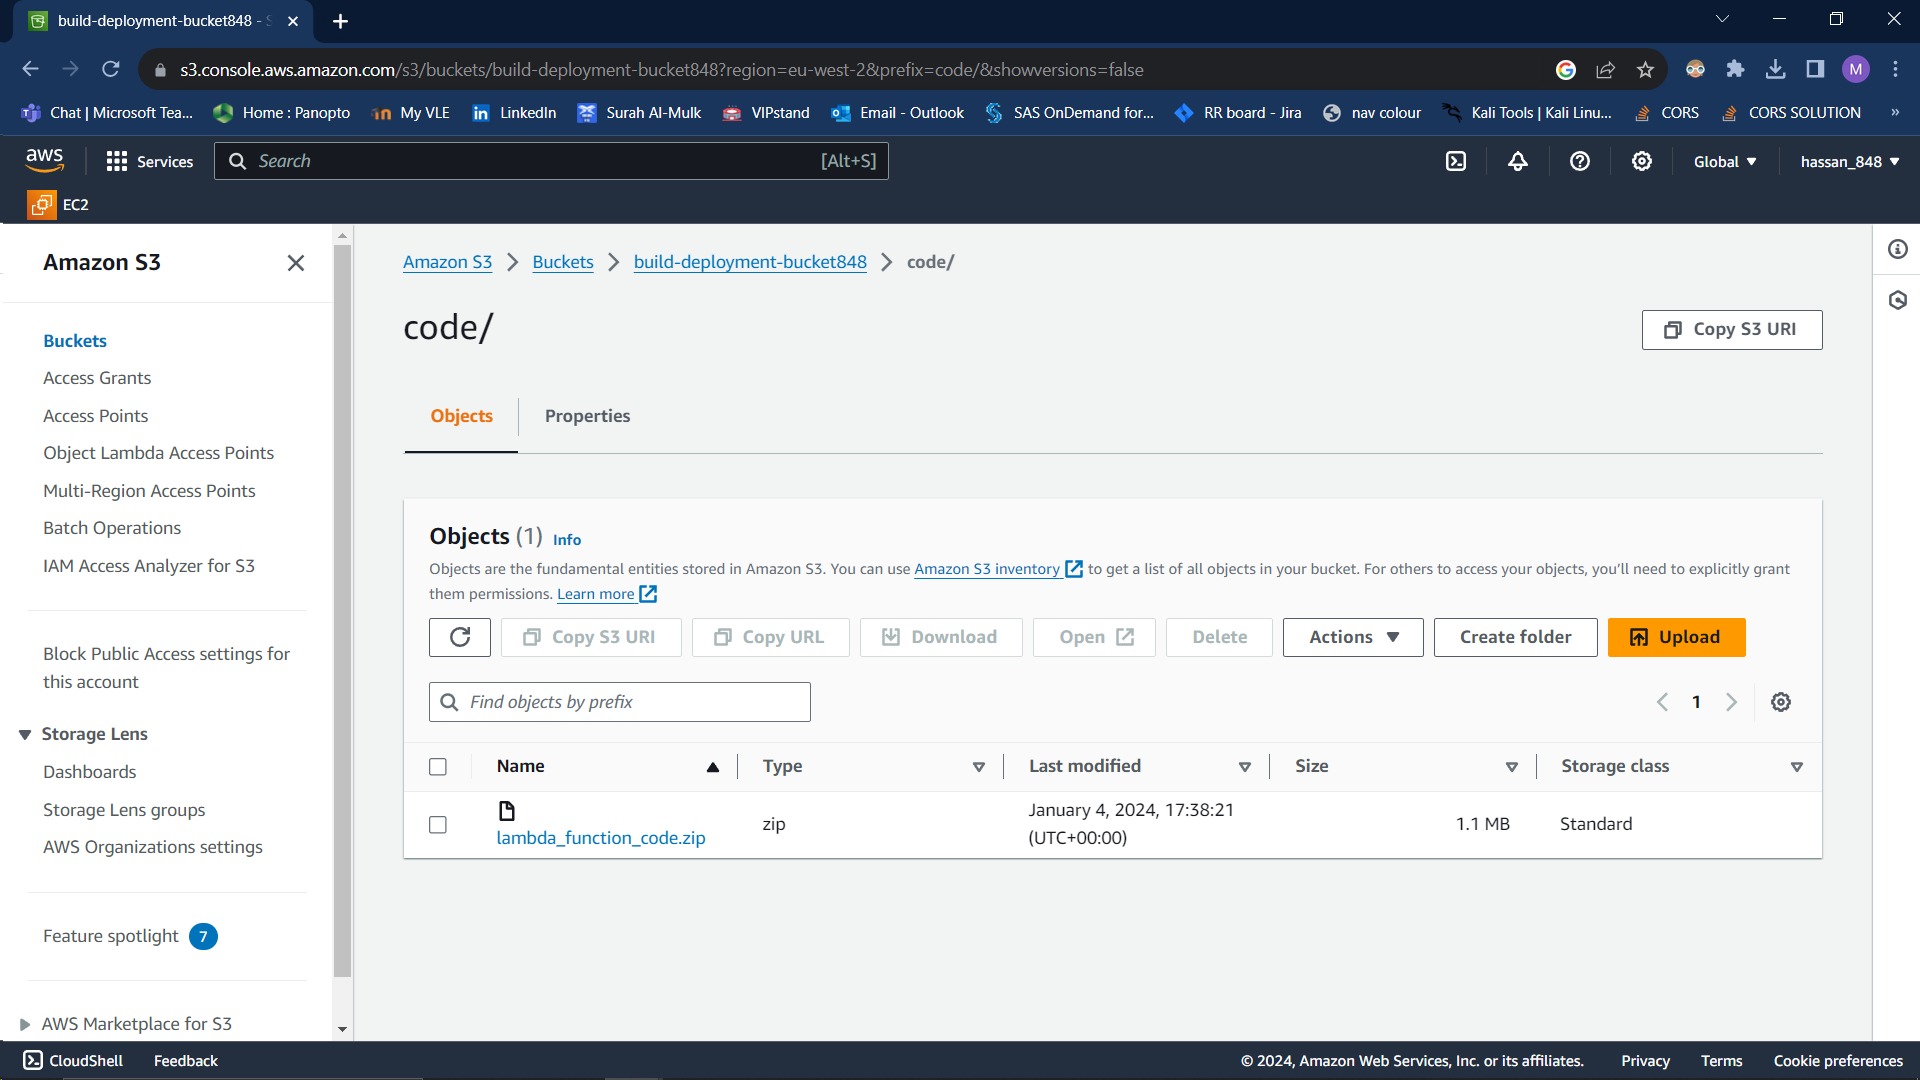 build-deployment-bucket848 - S
s3.console.aws.amazon.com/s3/buckets/build-deployment-bucket848?region=eu-west-2&prefix=code/&showversions=false
M
Chat | Microsoft Tea... Home : Panopto My VLE LinkedIn Surah Al-Mulk VIPstand Email - Outlook SAS OnDemand for... RR board - Jira nav colour Kali Tools | Kali Linu... CORS CORS SOLUTION »
aws Services Search [Alt+S] Global hassan_848
EC2
Amazon S3
Buckets
Access Grants
Access Points
Object Lambda Access Points
Multi-Region Access Points
Batch Operations
IAM Access Analyzer for S3
Block Public Access settings for
this account
Storage Lens
Dashboards
Storage Lens groups
AWS Organizations settings
Feature spotlight 7
AWS Marketplace for S3
Amazon S3 > Buckets > build-deployment-bucket848 > code/
code/
Copy S3 URI
Objects Properties
Objects (1) Info
Objects are the fundamental entities stored in Amazon S3. You can use Amazon S3 inventory to get a list of all objects in your bucket. For others to access your objects, you'll need to explicitly grant
them permissions. Learn more
Copy S3 URI Copy URL Download Open Delete Actions Create folder Upload
Find objects by prefix
< 1 >
Name Type Last modified Size Storage class
lambda_function_code.zip zip January 4, 2024, 17:38:21 (UTC+00:00) 1.1 MB Standard
CloudShell Feedback © 2024, Amazon Web Services, Inc. or its affiliates. Privacy Terms Cookie preferences